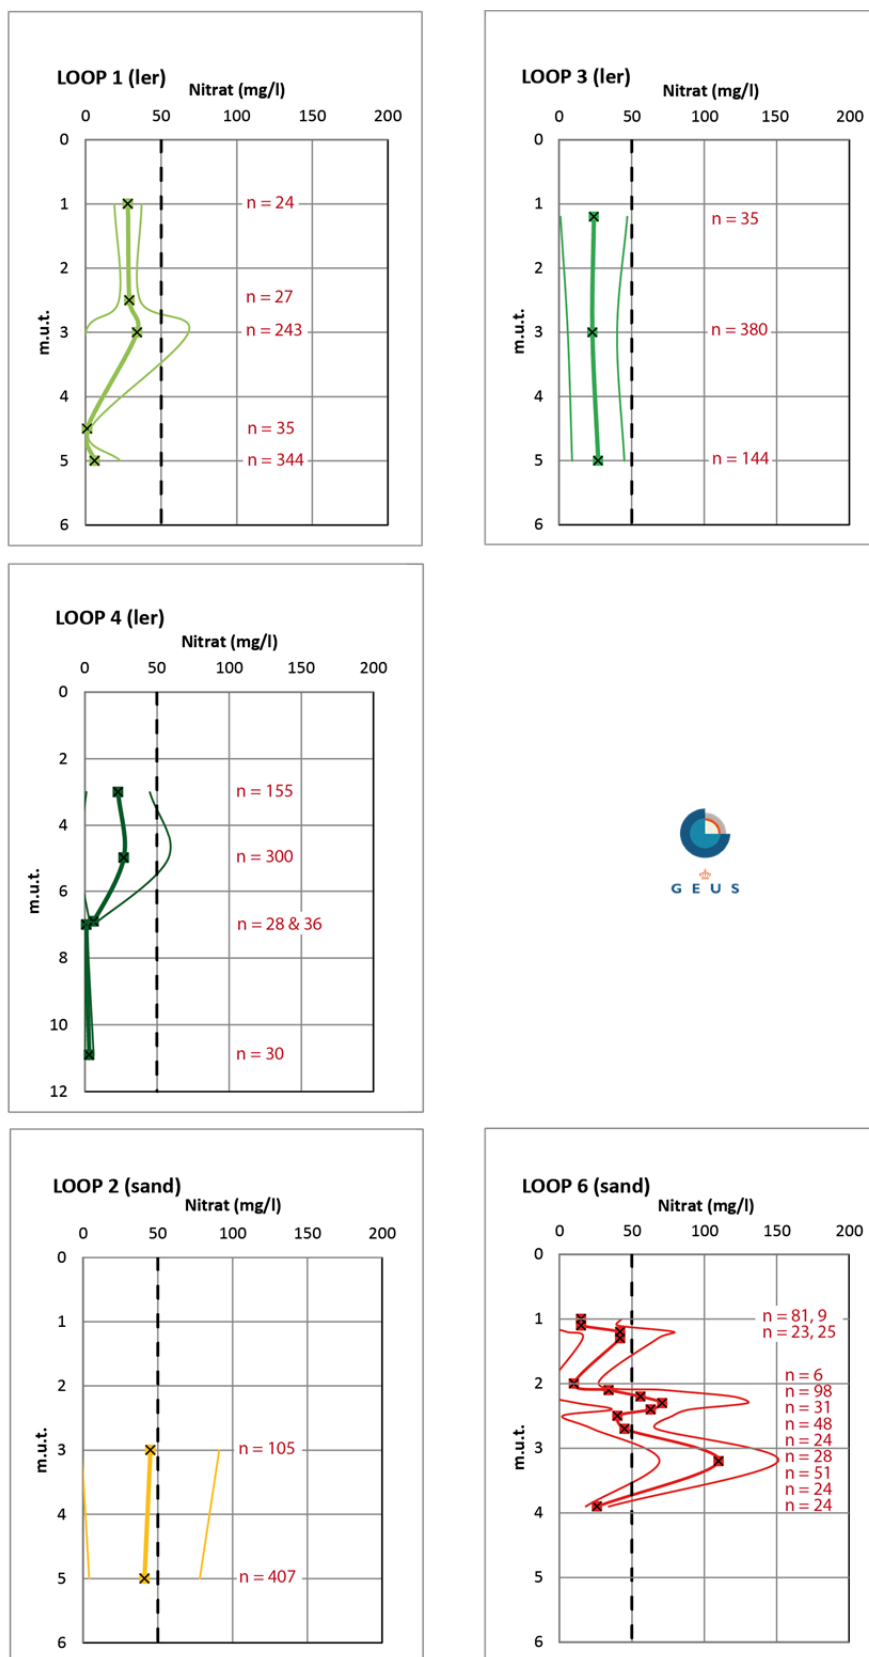 LOOP 1 (ler)
Nitrat (mg/l)
0 50 100 150 200
0
1
2
3
4
5
6
m.u.t.
n = 24
n = 27
n = 243
n = 35
n = 344
LOOP 3 (ler)
Nitrat (mg/l)
0 50 100 150 200
0
1
2
3
4
5
6
m.u.t.
n = 35
n = 380
n = 144
LOOP 4 (ler)
Nitrat (mg/l)
0 50 100 150 200
0
2
4
6
8
10
12
m.u.t.
n = 155
n = 300
n = 28 & 36
n = 30
G E U S
LOOP 2 (sand)
Nitrat (mg/l)
0 50 100 150 200
0
1
2
3
4
5
6
m.u.t.
n = 105
n = 407
LOOP 6 (sand)
Nitrat (mg/l)
0 50 100 150 200
0
1
2
3
4
5
6
m.u.t.
n = 81, 9
n = 23, 25
n = 6
n = 98
n = 31
n = 48
n = 24
n = 28
n = 51
n = 24
n = 24